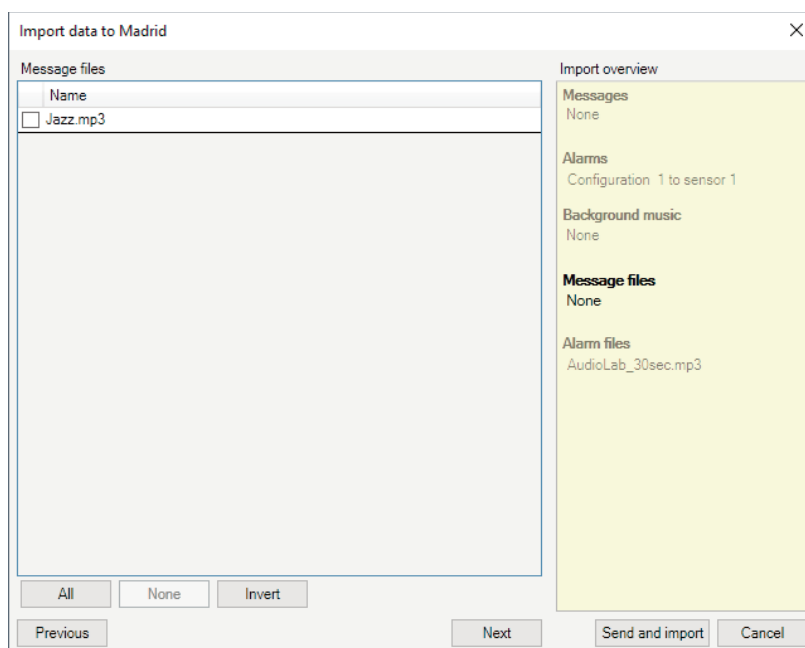 Import data to Madrid
Message files
Name
Jazz.mp3
All
None
Invert
Import overview
Messages
None
Alarms
Configuration 1 to sensor 1
Background music
None
Message files
None
Alarm files
AudioLab_30sec.mp3
Previous
Next
Send and import
Cancel